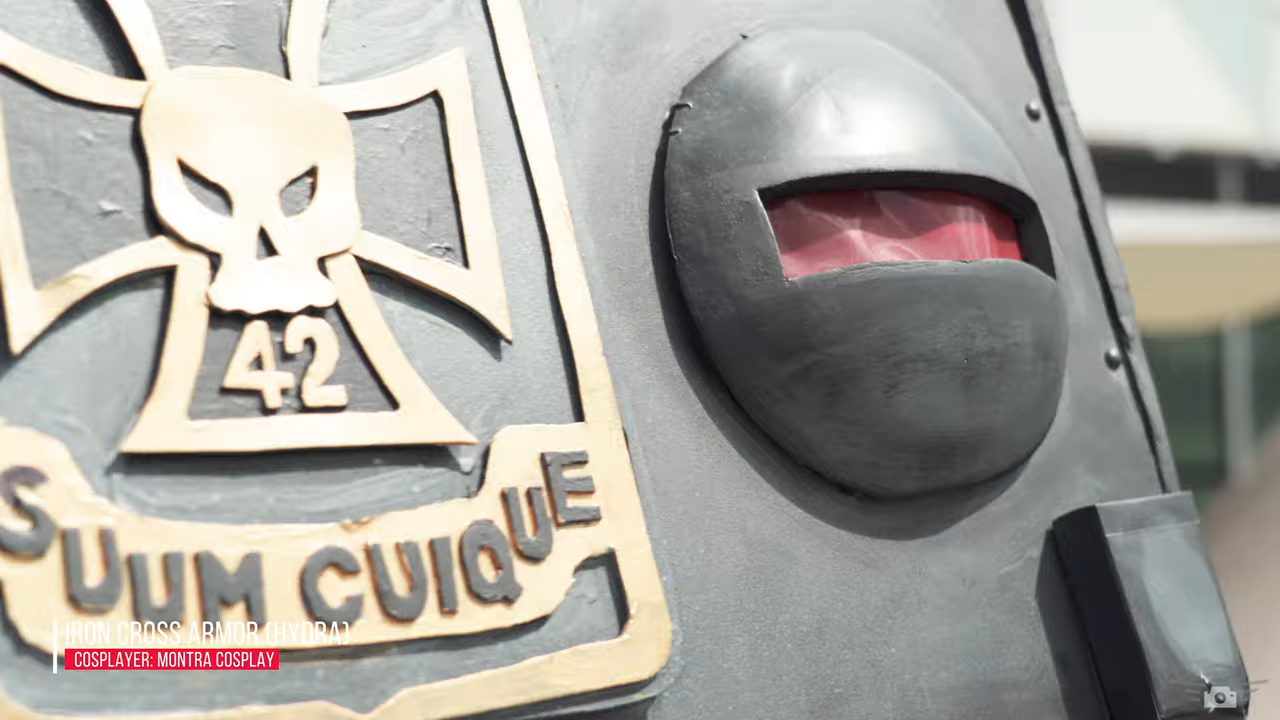 42
SUUM CUIQUE
IRON CROSS ARMOR (HYDRA)
COSPLAYER: MONTRA COSPLAY